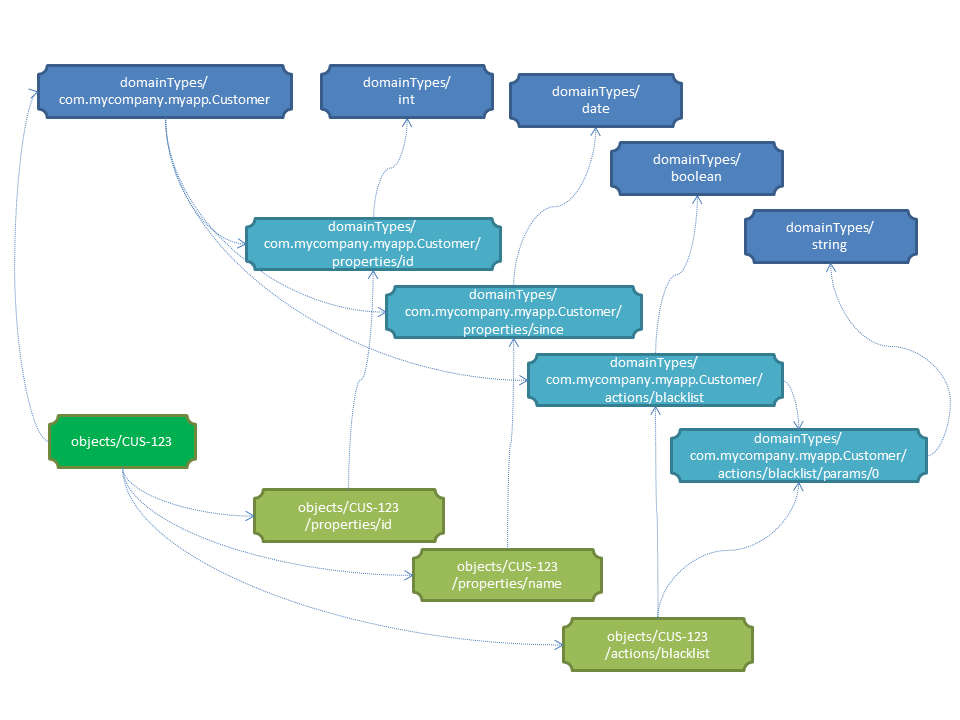 domainTypes/
com.mycompany.myapp.Customer
domainTypes/
int
domainTypes/
date
domainTypes/
boolean
domainTypes/
string
domainTypes/
com.mycompany.myapp.Customer/
properties/id
domainTypes/
com.mycompany.myapp.Customer/
properties/since
domainTypes/
com.mycompany.myapp.Customer/
actions/blacklist
domainTypes/
com.mycompany.myapp.Customer/
actions/blacklist/params/0
objects/CUS-123
objects/CUS-123
/properties/id
objects/CUS-123
/properties/name
objects/CUS-123
/actions/blacklist